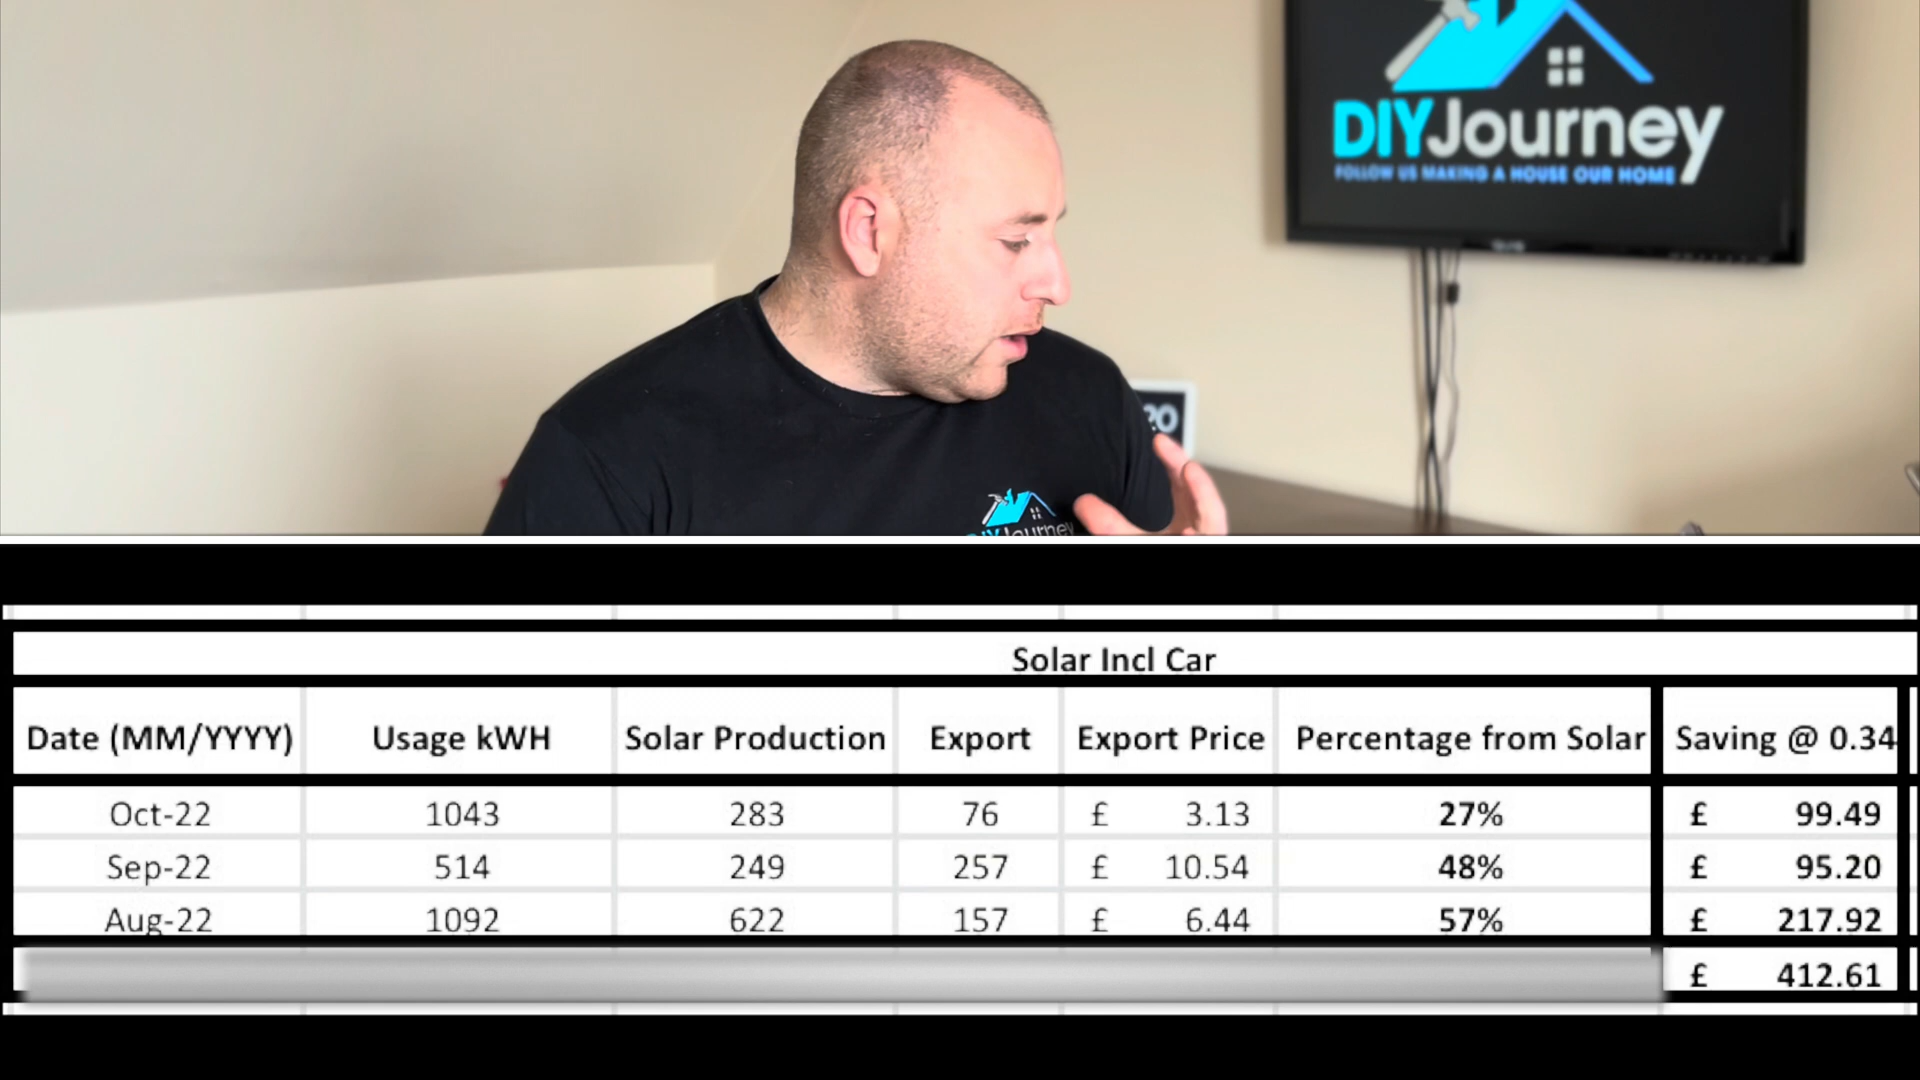 DIYJourney
FOLLOW US MAKING A HOUSE OUR HOME
20
DIYJourney
Solar Incl Car
Date (MM/YYYY) Usage kWH Solar Production Export Export Price Percentage from Solar Saving @ 0.34
Oct-22 1043 283 76 £ 3.13 27% £ 99.49
Sep-22 514 249 257 £ 10.54 48% £ 95.20
Aug-22 1092 622 157 £ 6.44 57% £ 217.92
£ 412.61